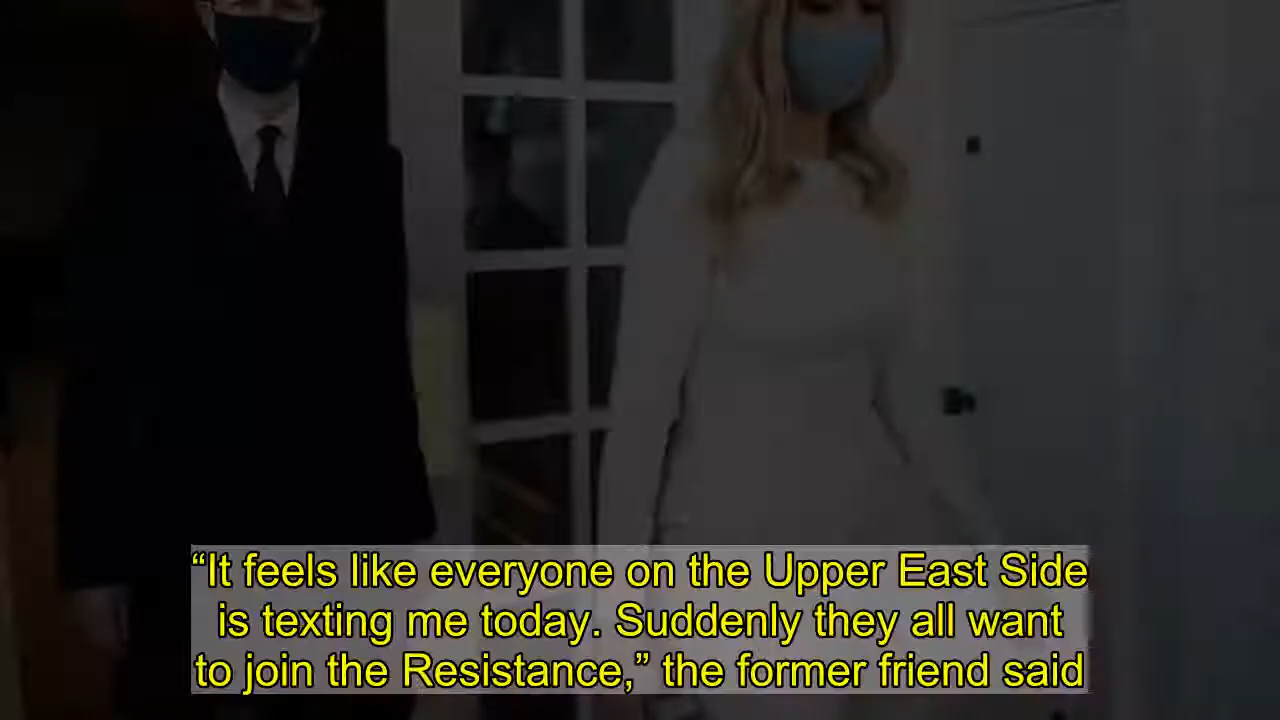 “It feels like everyone on the Upper East Side
is texting me today. Suddenly they all want
to join the Resistance,” the former friend said